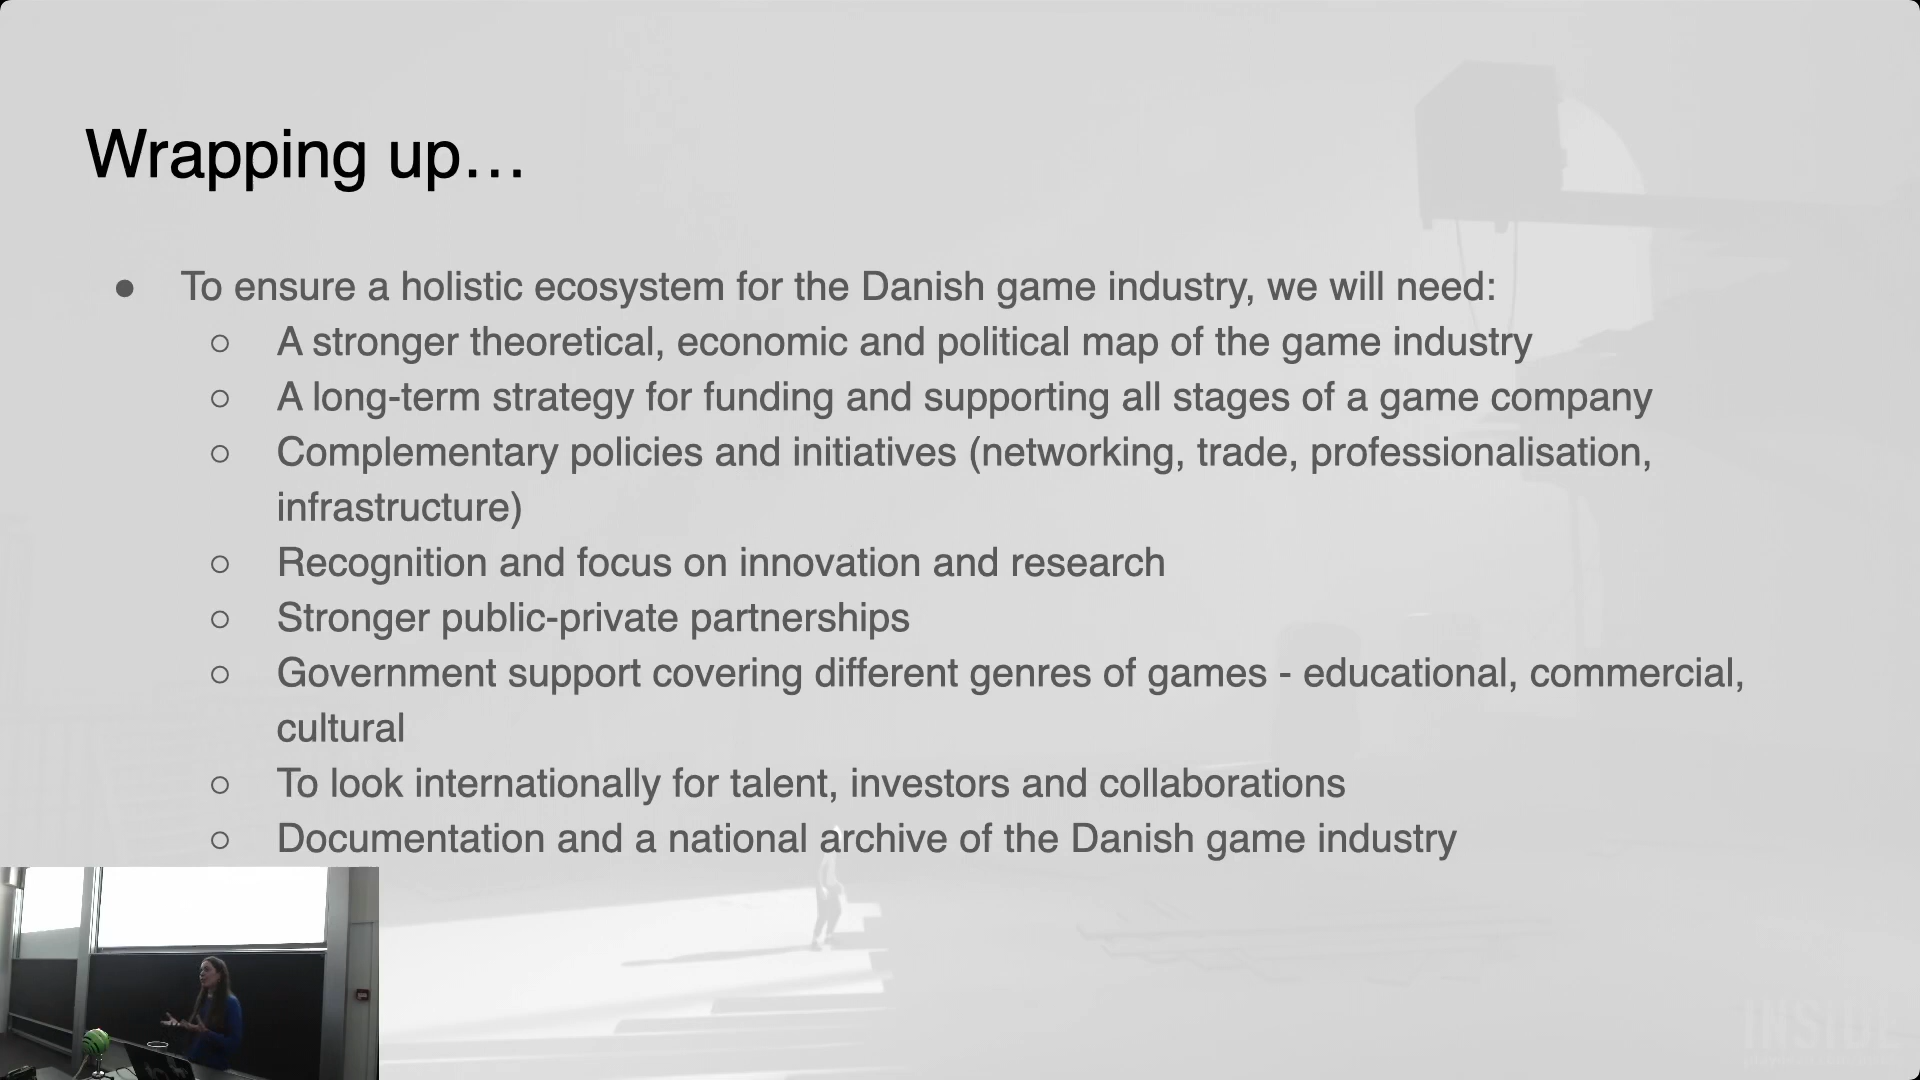 Wrapping up…
● To ensure a holistic ecosystem for the Danish game industry, we will need:
○ A stronger theoretical, economic and political map of the game industry
○ A long-term strategy for funding and supporting all stages of a game company
○ Complementary policies and initiatives (networking, trade, professionalisation,
infrastructure)
○ Recognition and focus on innovation and research
○ Stronger public-private partnerships
○ Government support covering different genres of games - educational, commercial,
cultural
○ To look internationally for talent, investors and collaborations
○ Documentation and a national archive of the Danish game industry
INSIDE